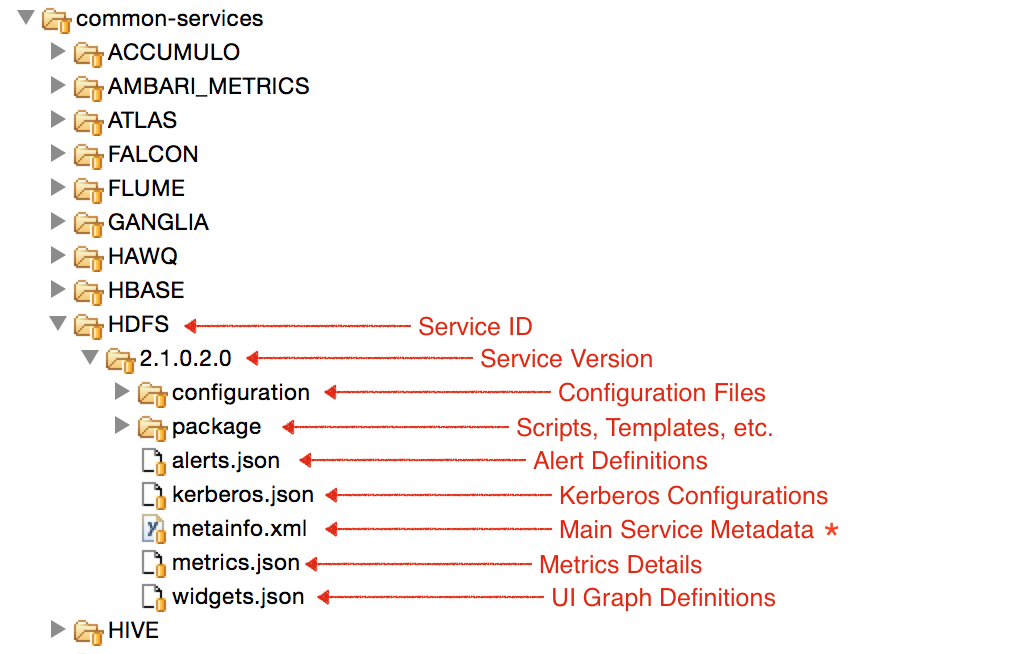 common-services
ACCUMULO
AMBARI_METRICS
ATLAS
FALCON
FLUME
GANGLIA
HAWQ
HBASE
HDFS Service ID
2.1.0.2.0 Service Version
configuration Configuration Files
package Scripts, Templates, etc.
alerts.json Alert Definitions
kerberos.json Kerberos Configurations
metainfo.xml Main Service Metadata *
metrics.json Metrics Details
widgets.json UI Graph Definitions
HIVE